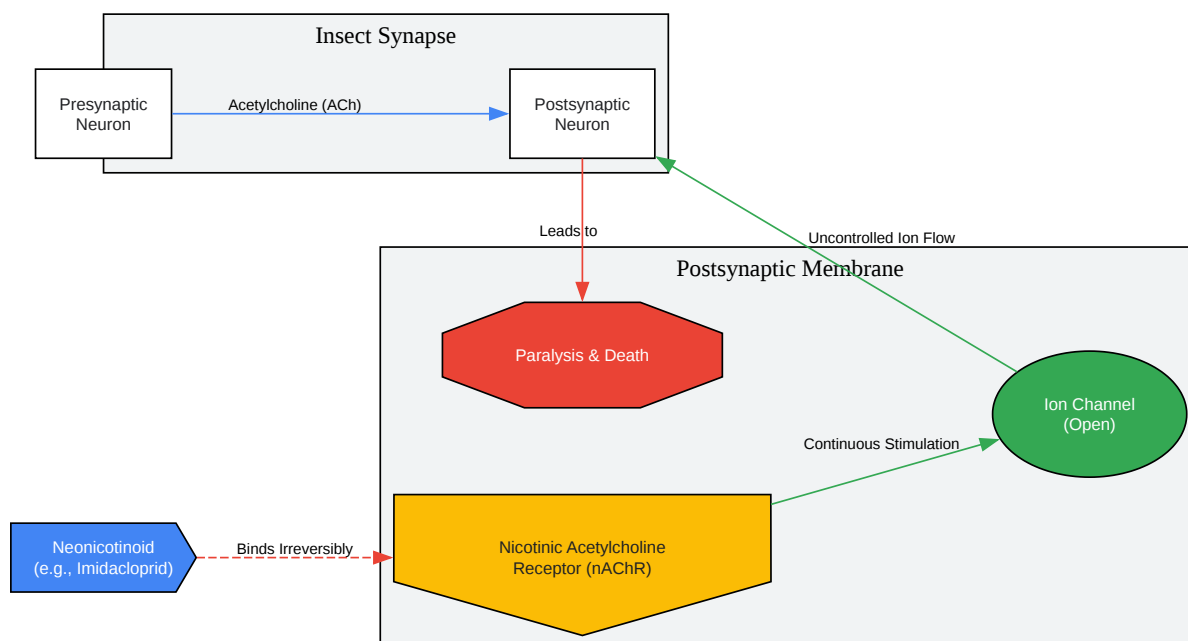 Insect Synapse
Presynaptic
Neuron
Acetylcholine (ACh)
Postsynaptic
Neuron
Leads to
Uncontrolled Ion Flow
Postsynaptic Membrane
Paralysis & Death
Ion Channel
(Open)
Continuous Stimulation
Neonicotinoid
(e.g., Imidacloprid)
Binds Irreversibly
Nicotinic Acetylcholine
Receptor (nAChR)